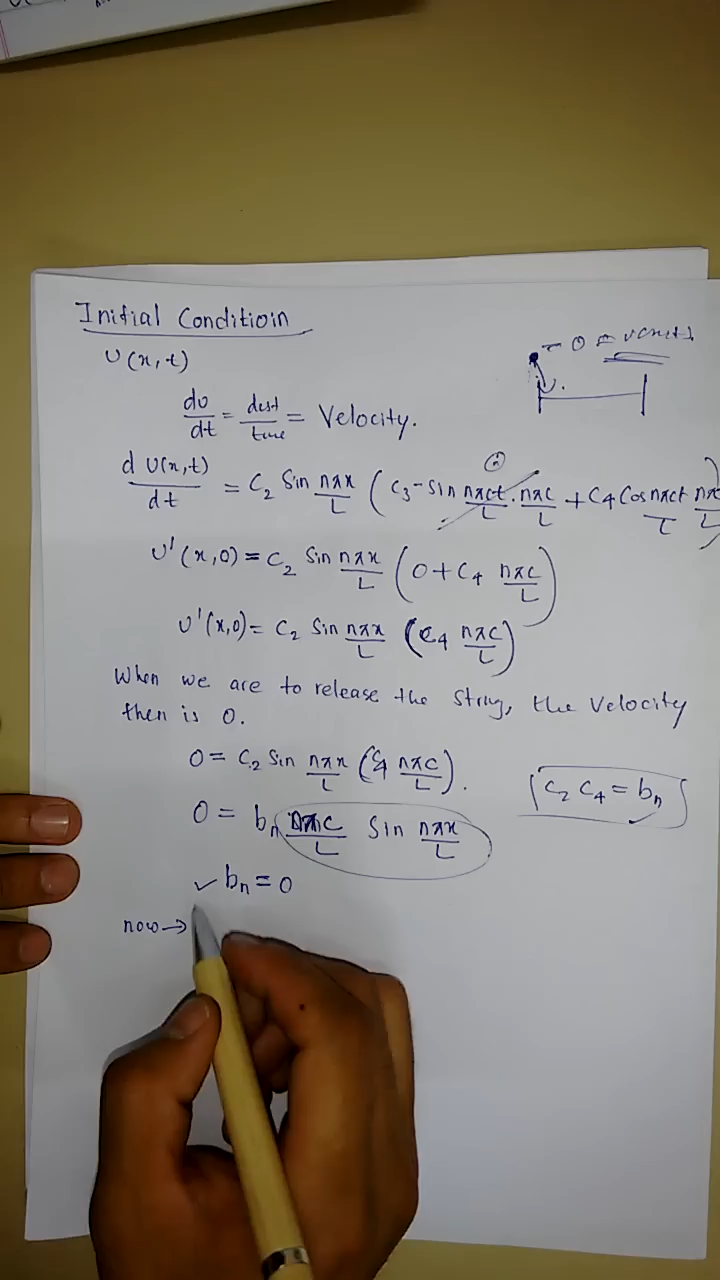 Initial Conditioin
U(x,t)
- 0 = 
du/dt = dist/time = Velocity.
d U(x,t)/dt = C₂ Sin nπx/L (C₃-Sin nπct/L . nπc/L + C₄ Cos nπct/L
U'(x,0) = C₂ Sin nπx/L (0 + C₄ nπc/L)
U'(x,0) = C₂ Sin nπx/L (C₄ nπc/L)
When we are to release the String, the Velocity
then is 0.
0 = C₂ Sin nπx/L (C₄ nπc/L).
C₂ C₄ = bₙ
0 = bₙ nπc/L Sin nπx/L
✓ bₙ = 0
now →